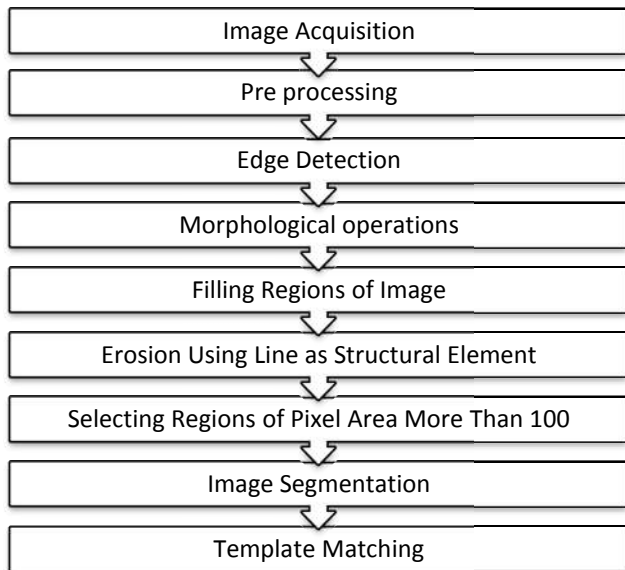 Image Acquisition
Pre processing
Edge Detection
Morphological operations
Filling Regions of Image
Erosion Using Line as Structural Element
Selecting Regions of Pixel Area More Than 100
Image Segmentation
Template Matching